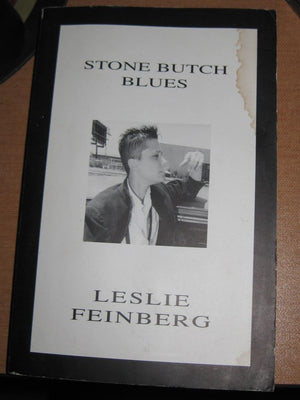 STONE BUTCH
BLUES
LESLIE
FEINBERG